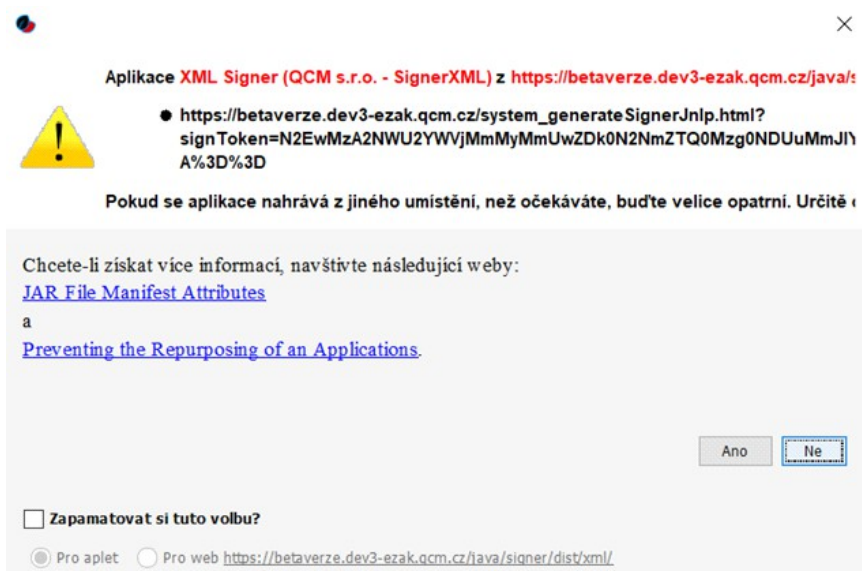 Aplikace XML Signer (QCM s.r.o. - SignerXML) z https://betaverze.dev3-ezak.qcm.cz/java/s
https://betaverze.dev3-ezak.qcm.cz/system_generateSignerJnlp.html?
signToken=N2EwMzA2NWU2YWVjMmMyMmUwZDk0N2NmZTQ0Mzg0NDUuMmJlY
A%3D%3D
Pokud se aplikace nahrává z jiného umístění, než očekáváte, buďte velice opatrní. Určitě
Chcete-li získat více informací, navštivte následující weby:
JAR File Manifest Attributes
a
Preventing the Repurposing of an Applications.
Ano Ne
Zapamatovat si tuto volbu?
Pro aplet Pro web https://betaverze.dev3-ezak.qcm.cz/java/signer/dist/xml/